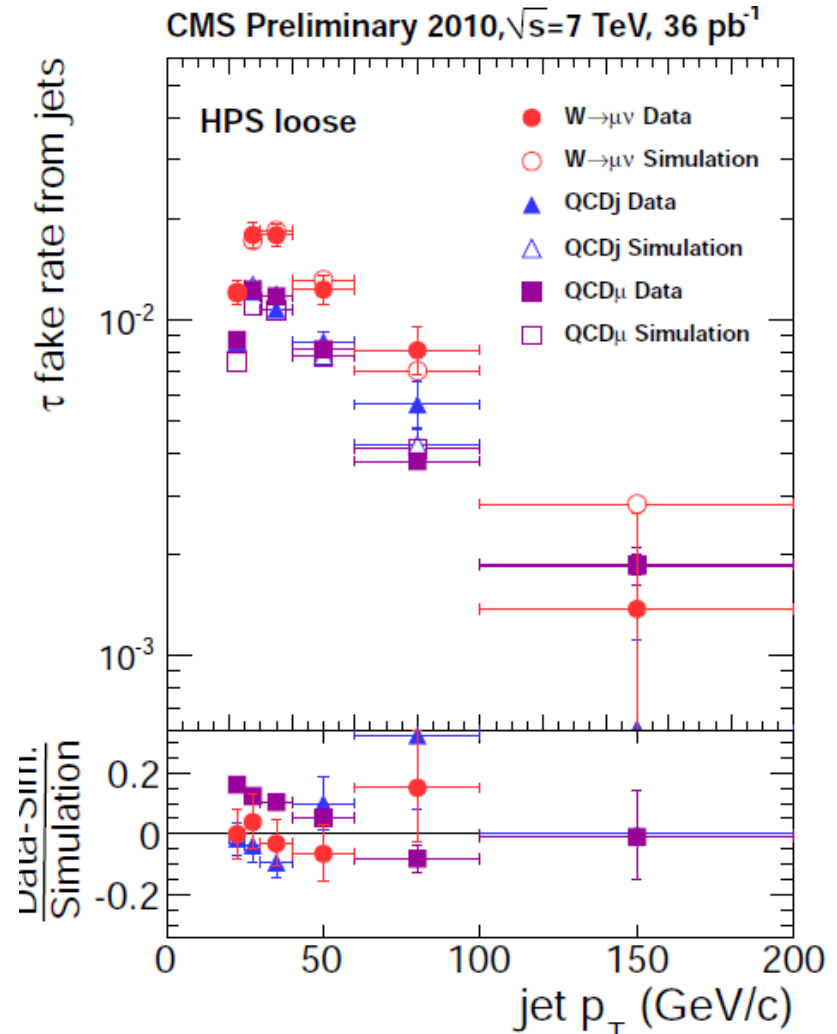 CMS Preliminary 2010,√s=7 TeV, 36 pb⁻¹
τ fake rate from jets
HPS loose
W→μν Data
W→μν Simulation
QCDj Data
QCDj Simulation
QCDμ Data
QCDμ Simulation
10⁻²
10⁻³
Data-Sim.
Simulation
0.2
0
-0.2
0 50 100 150 200
jet p_T (GeV/c)